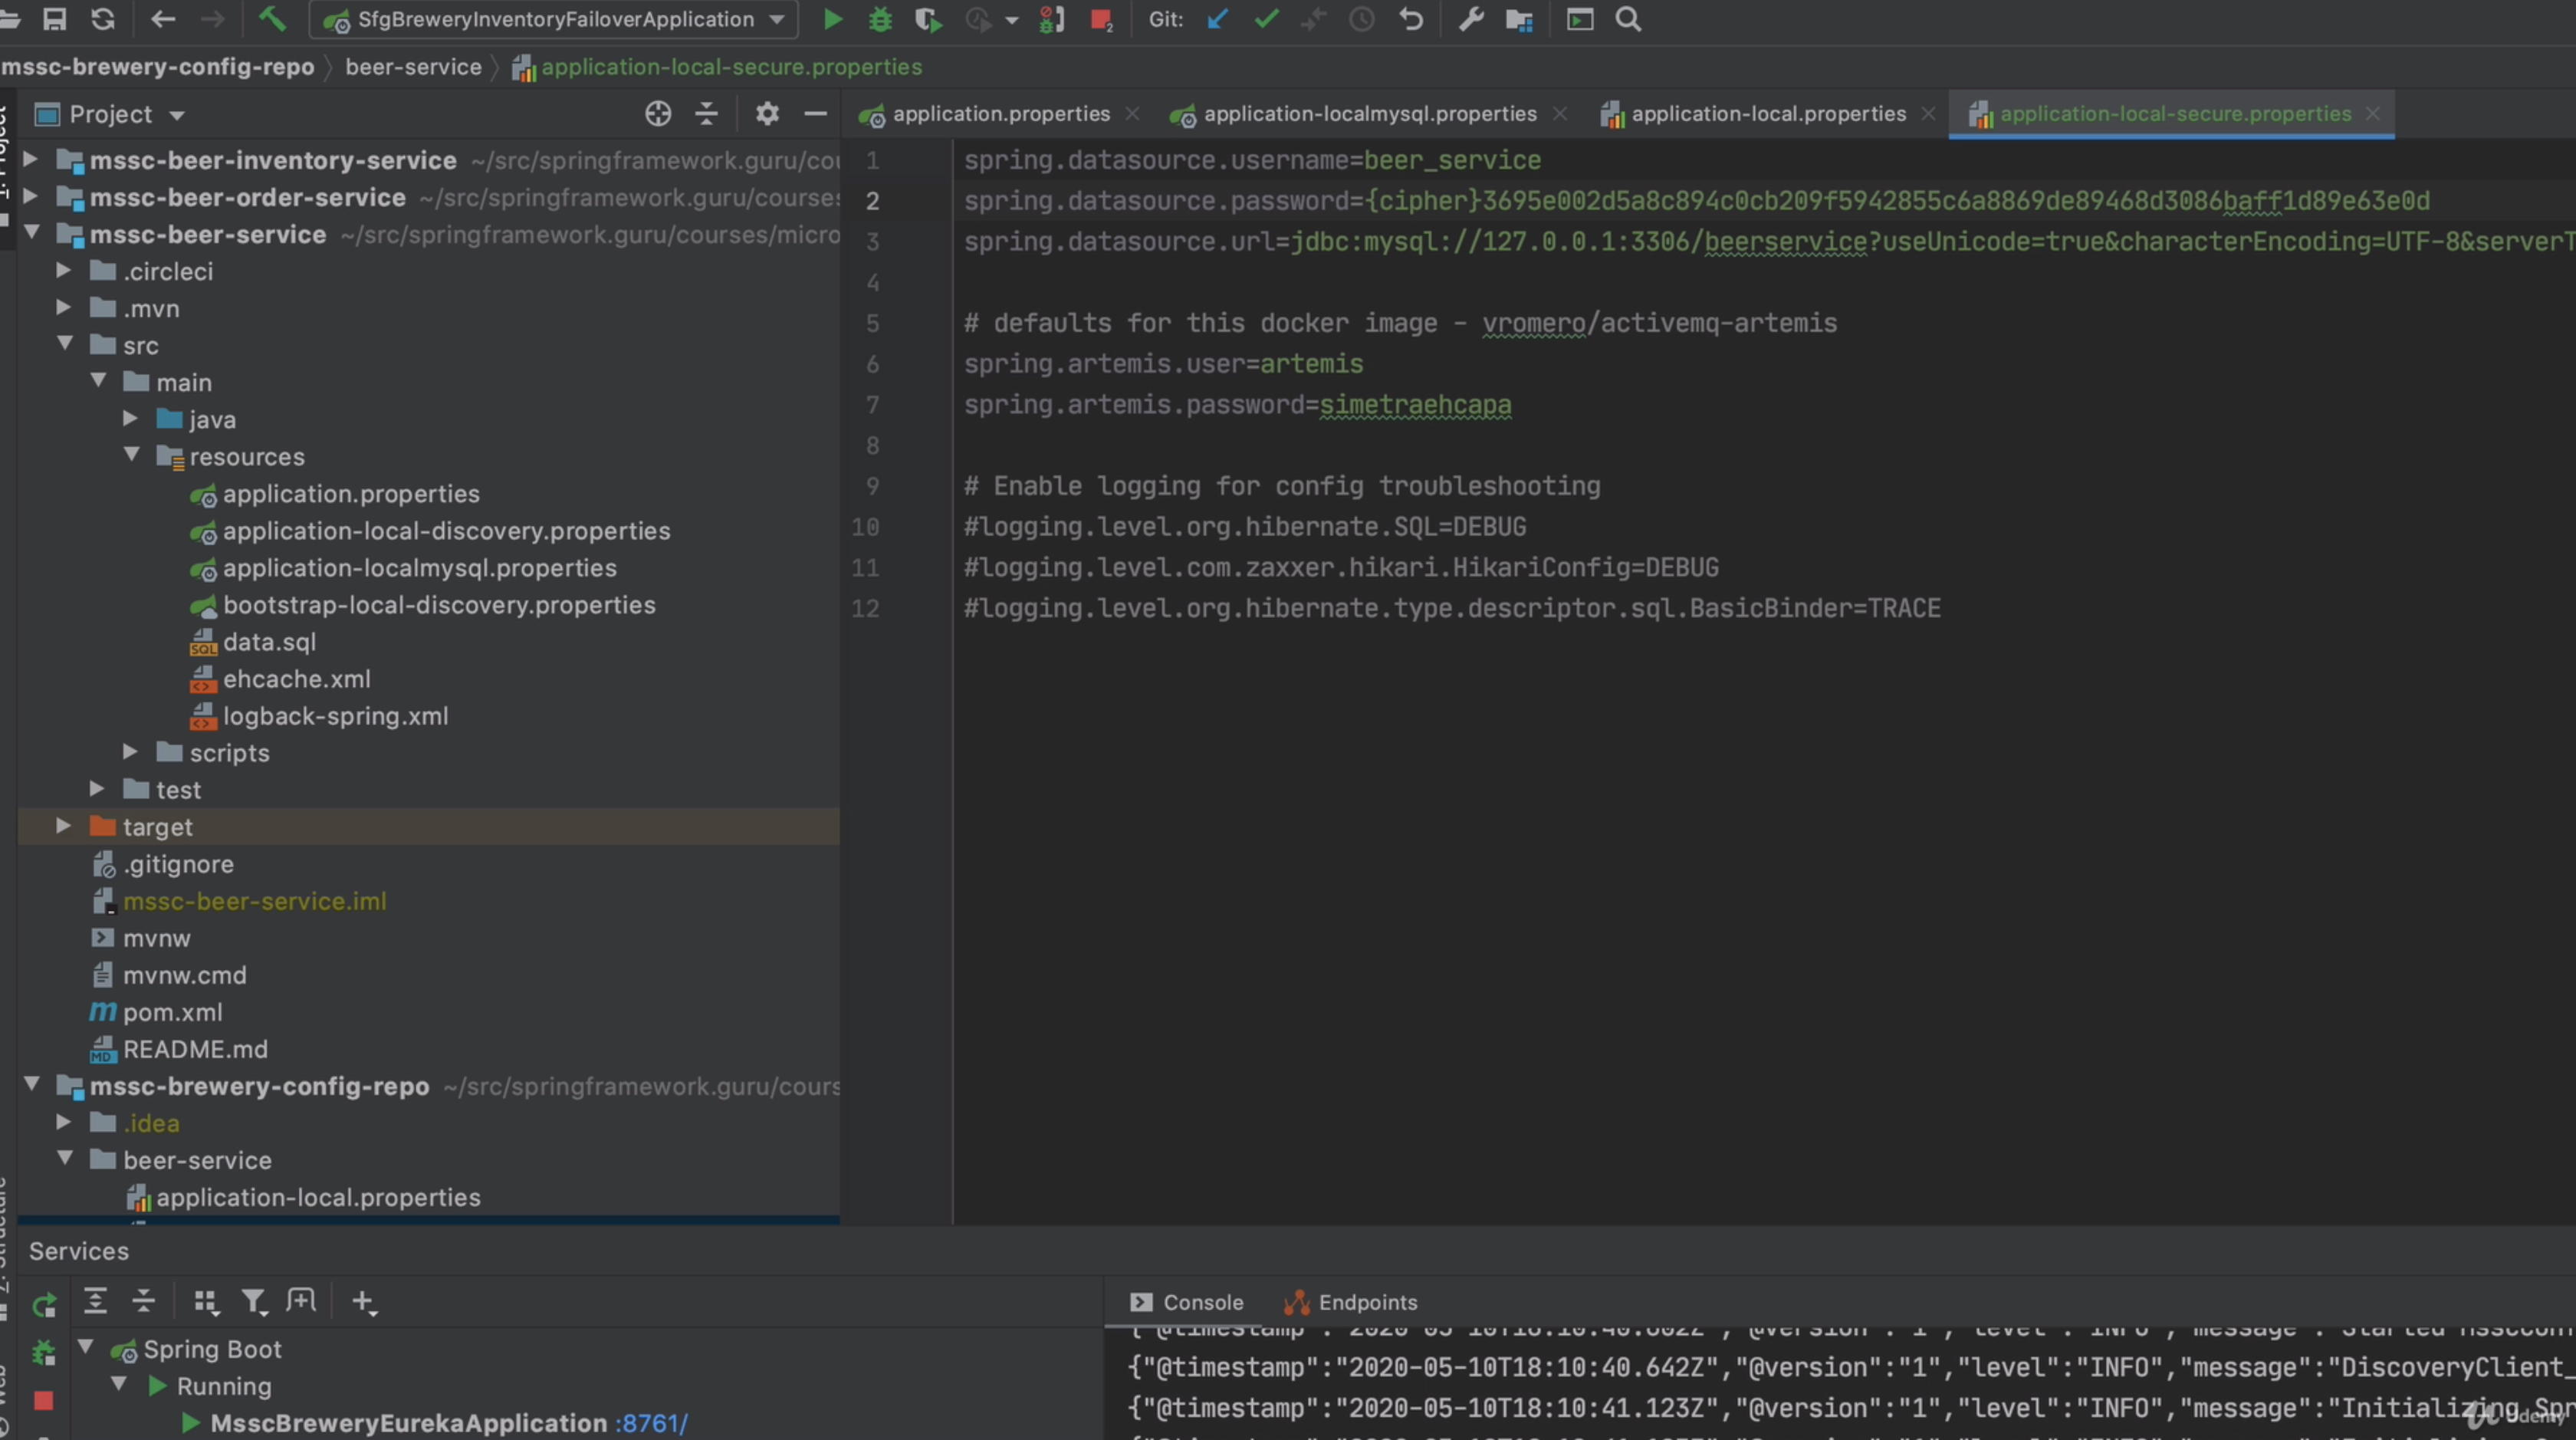 SfgBreweryInventoryFailoverApplication
Git:
mssc-brewery-config-repo
beer-service
application-local-secure.properties
Project
application.properties
application-localmysql.properties
application-local.properties
application-local-secure.properties
mssc-beer-inventory-service ~/src/springframework.guru/cou
mssc-beer-order-service ~/src/springframework.guru/courses
mssc-beer-service ~/src/springframework.guru/courses/micro
.circleci
.mvn
src
main
java
resources
application.properties
application-local-discovery.properties
application-localmysql.properties
bootstrap-local-discovery.properties
data.sql
ehcache.xml
logback-spring.xml
scripts
test
target
.gitignore
mssc-beer-service.iml
mvnw
mvnw.cmd
pom.xml
README.md
mssc-brewery-config-repo ~/src/springframework.guru/cours
.idea
beer-service
application-local.properties
1 spring.datasource.username=beer_service
2 spring.datasource.password={cipher}3695e002d5a8c894c0cb209f5942855c6a8869de89468d3086baff1d89e63e0d
3 spring.datasource.url=jdbc:mysql://127.0.0.1:3306/beerservice?useUnicode=true&characterEncoding=UTF-8&serverT
4
5 # defaults for this docker image - vromero/activemq-artemis
6 spring.artemis.user=artemis
7 spring.artemis.password=simetraehcapa
8
9 # Enable logging for config troubleshooting
10 #logging.level.org.hibernate.SQL=DEBUG
11 #logging.level.com.zaxxer.hikari.HikariConfig=DEBUG
12 #logging.level.org.hibernate.type.descriptor.sql.BasicBinder=TRACE
Services
Spring Boot
Running
MsscBreweryEurekaApplication :8761/
Console
Endpoints
{"@timestamp":"2020-05-10T18:10:40.642Z","@version":"1","level":"INFO","message":"DiscoveryClient_
{"@timestamp":"2020-05-10T18:10:41.123Z","@version":"1","level":"INFO","message":"Initializing Spr
Udemy